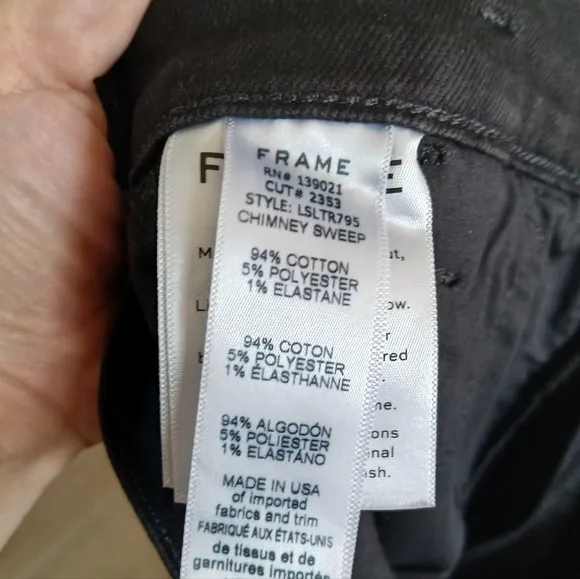 FRAME
RN# 139021
CUT# 2353
STYLE: LSLTR795
CHIMNEY SWEEP
94% COTTON
5% POLYESTER
1% ELASTANE
94% COTON
5% POLYESTER
1% ÉLASTHANNE
94% ALGODÓN
5% POLIESTER
1% ELASTANO
MADE IN USA
of imported
fabrics and trim
FABRIQUÉ AUX ÉTATS-UNIS
de tissus et de
garnitures importés